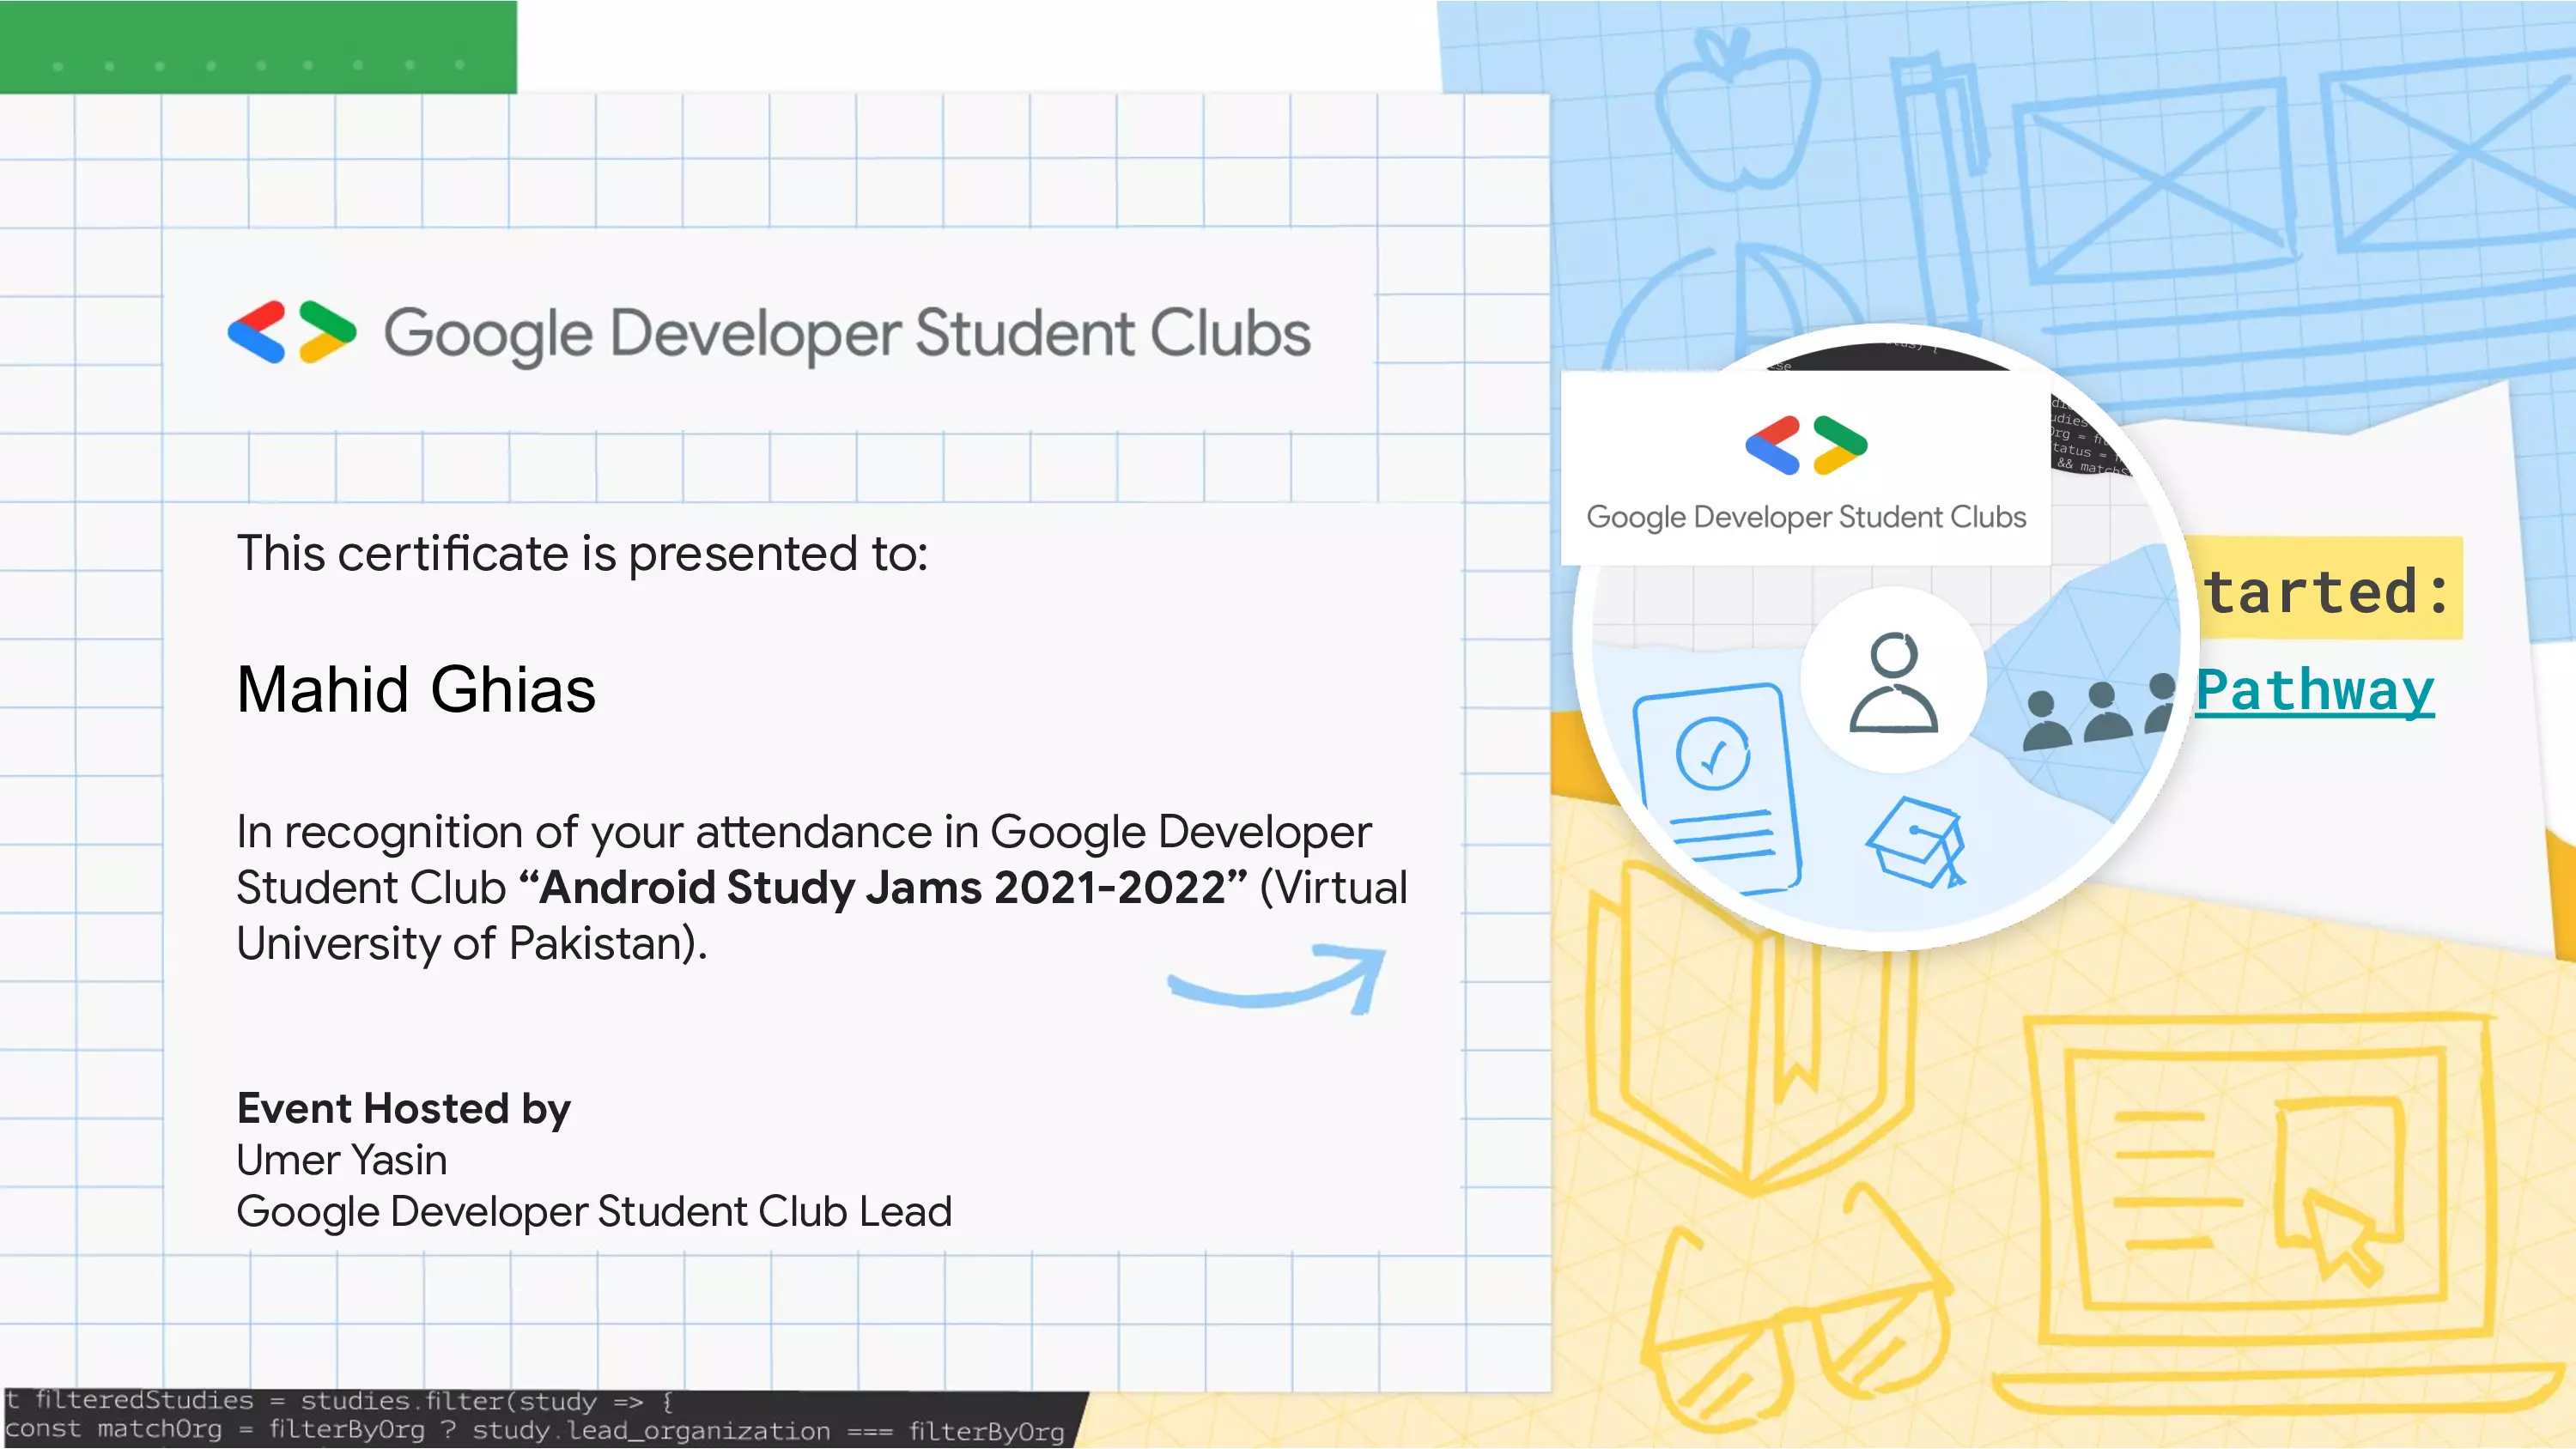 Google Developer Student Clubs
This certificate is presented to:
Mahid Ghias
In recognition of your attendance in Google Developer
Student Club “Android Study Jams 2021-2022” (Virtual
University of Pakistan).
Event Hosted by
Umer Yasin
Google Developer Student Club Lead
Google Developer Student Clubs
tarted:
Pathway
t filteredStudies = studies.filter(study => {
const matchOrg = filterByOrg ? study.lead_organization === filterByOrg